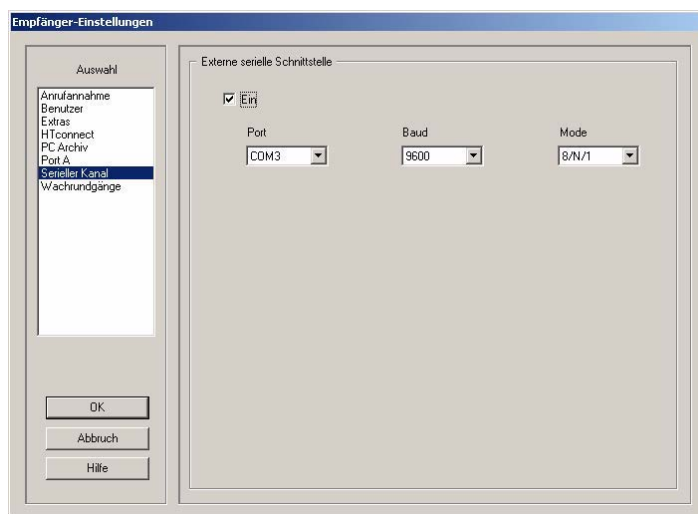 Empfänger-Einstellungen
Auswahl
Anrufannahme
Benutzer
Extras
HTconnect
PC Archiv
Port A
Serieller Kanal
Wachrundgänge
OK
Abbruch
Hilfe
Externe serielle Schnittstelle
Ein
Port Baud Mode
COM3 9600 8/N/1